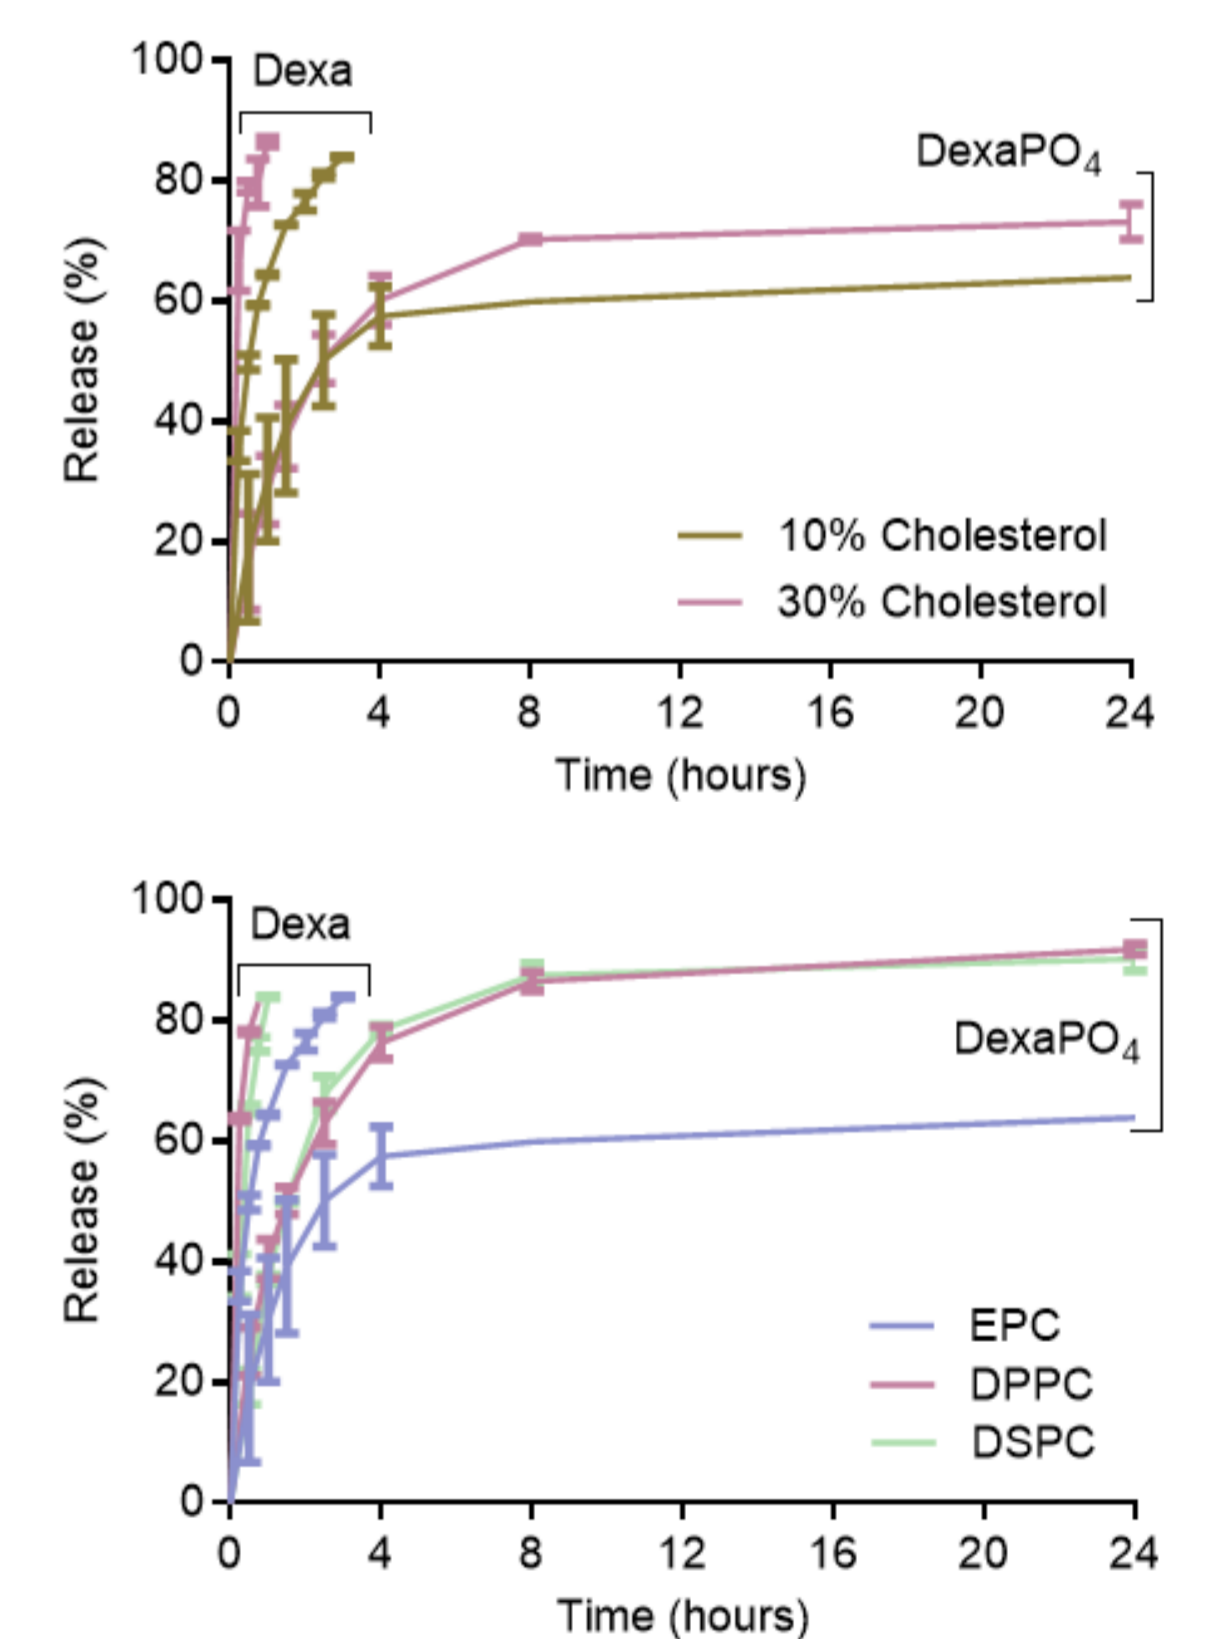 100
Dexa
DexaPO4
80
60
40
20
0
Release (%)
10% Cholesterol
30% Cholesterol
0 4 8 12 16 20 24
Time (hours)
100
Dexa
80
DexaPO4
60
40
20
0
Release (%)
EPC
DPPC
DSPC
0 4 8 12 16 20 24
Time (hours)